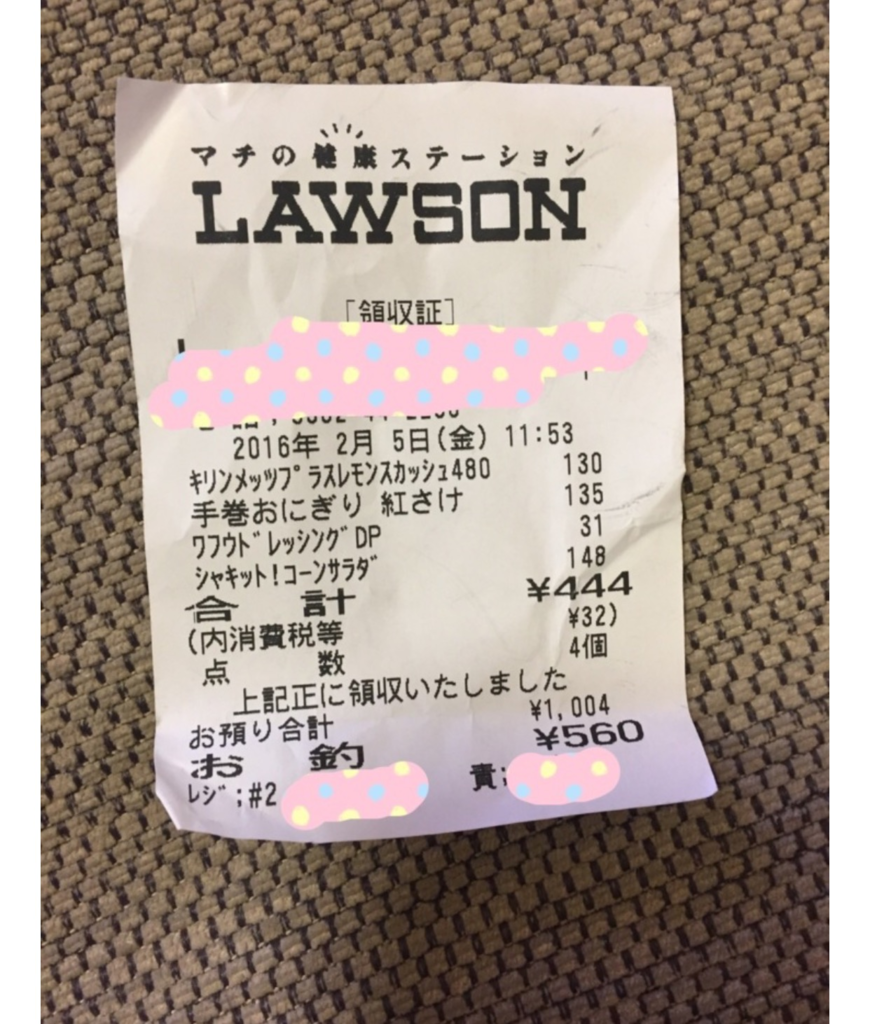 マチの健康ステーション
LAWSON
[領収証]
2016年 2月 5日(金) 11:53
キリンメッツプラスレモンスカッシュ480 130
手巻おにぎり 紅さけ 135
ワフウドレッシングDP 31
シャキット!コーンサラダ 148
合 計 ¥444
(内消費税等 ¥32)
点 数 4個
上記正に領収いたしました
お預り合計 ¥1,004
お 釣 ¥560
レジ;#2 責;